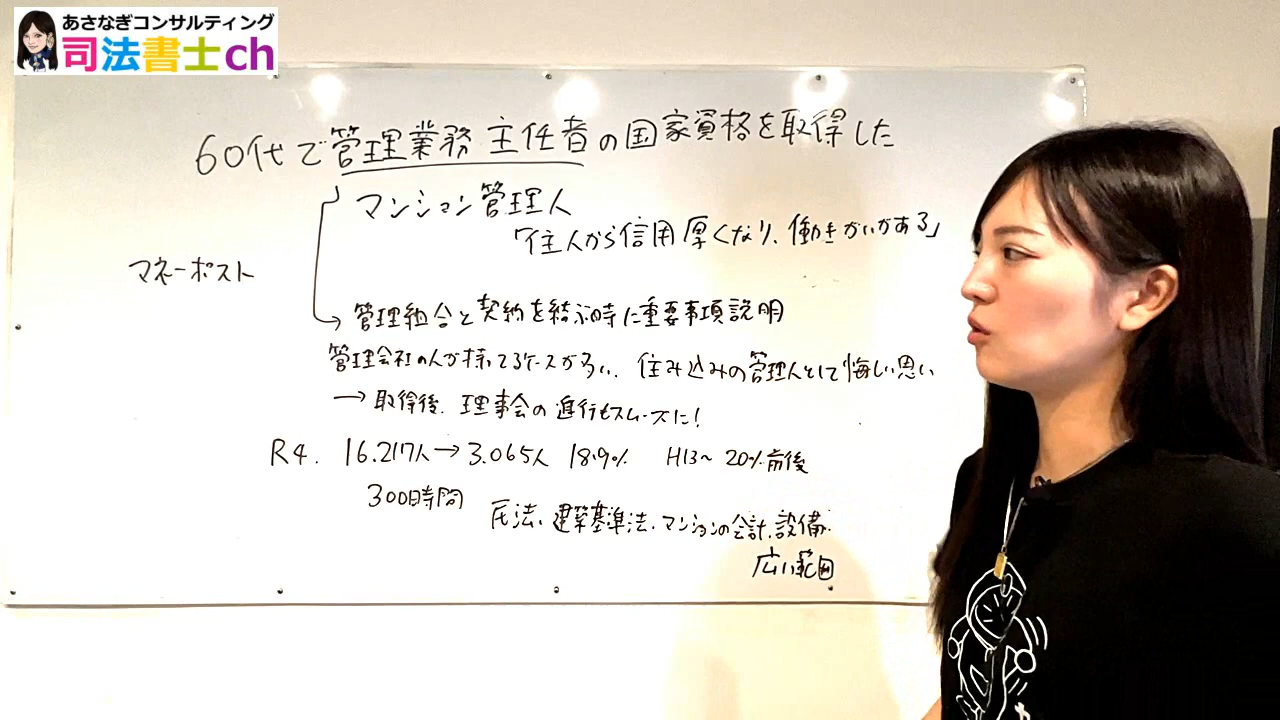 あさなぎコンサルティング
司法書士ch
60代で管理業務主任者の国家資格を取得した
マンション管理人
「住人から信用厚くなり、働きがいがある」
マネーポスト
管理組合と契約を結ぶ時に重要事項説明
管理会社の人が持ってるケースが多い、住み込みの管理人として悔しい思い
→取得後、理事会の進行もスムーズに!
R4. 16.217人→3.065人 18.9% H13~ 20%前後
300時間
民法、建築基準法、マンションの会計、設備
広い範囲